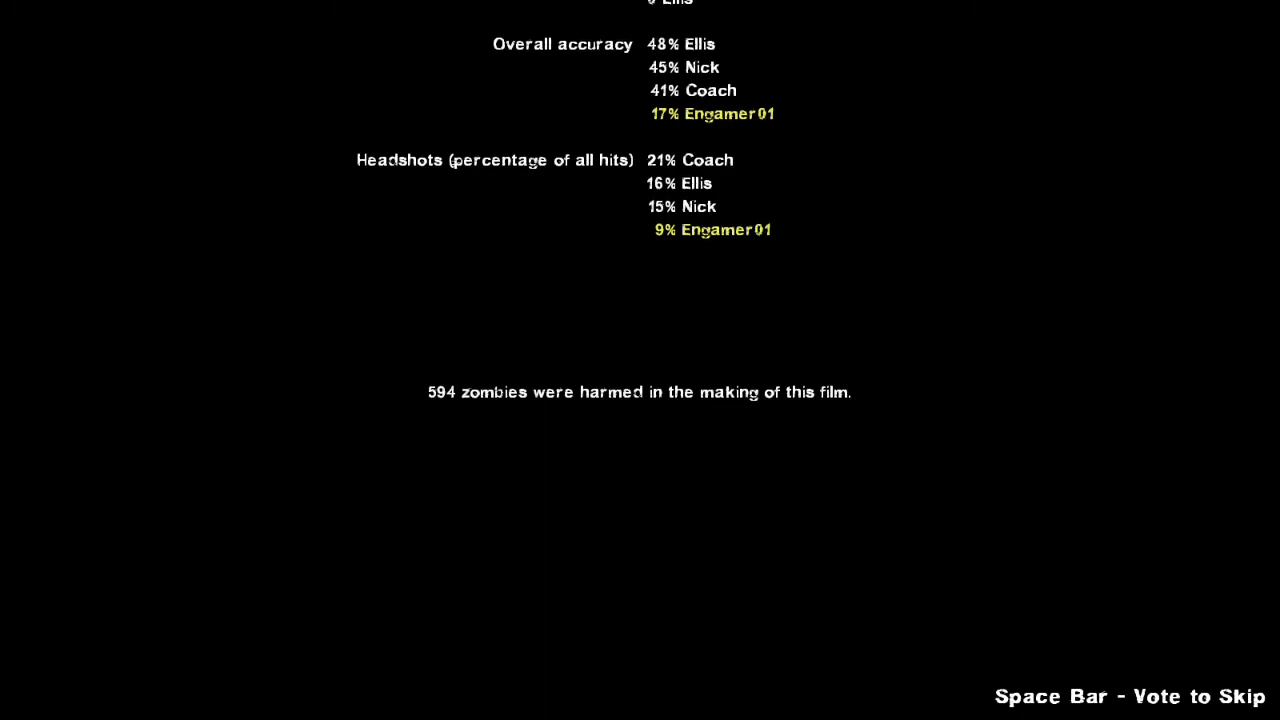 Overall accuracy 48% Ellis
45% Nick
41% Coach
17% Engamer01
Headshots (percentage of all hits) 21% Coach
16% Ellis
15% Nick
9% Engamer01
594 zombies were harmed in the making of this film.
Space Bar - Vote to Skip